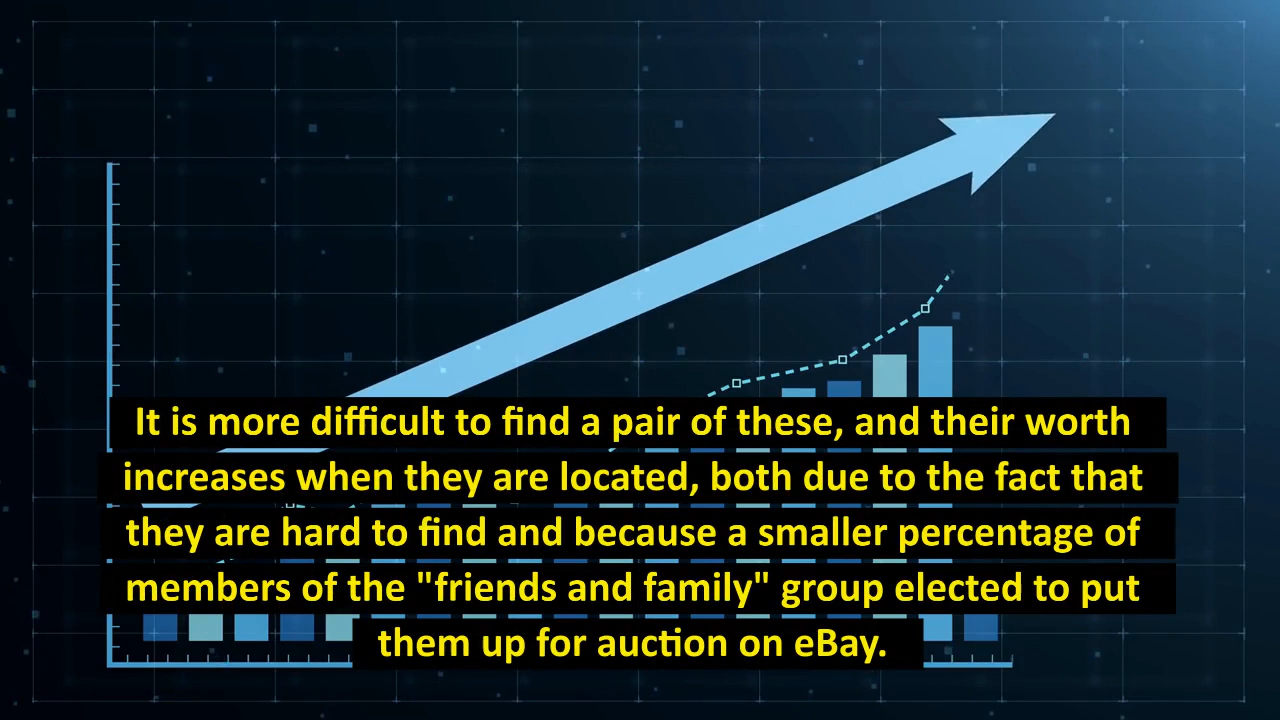 It is more difficult to find a pair of these, and their worth
increases when they are located, both due to the fact that
they are hard to find and because a smaller percentage of
members of the "friends and family" group elected to put
them up for auction on eBay.